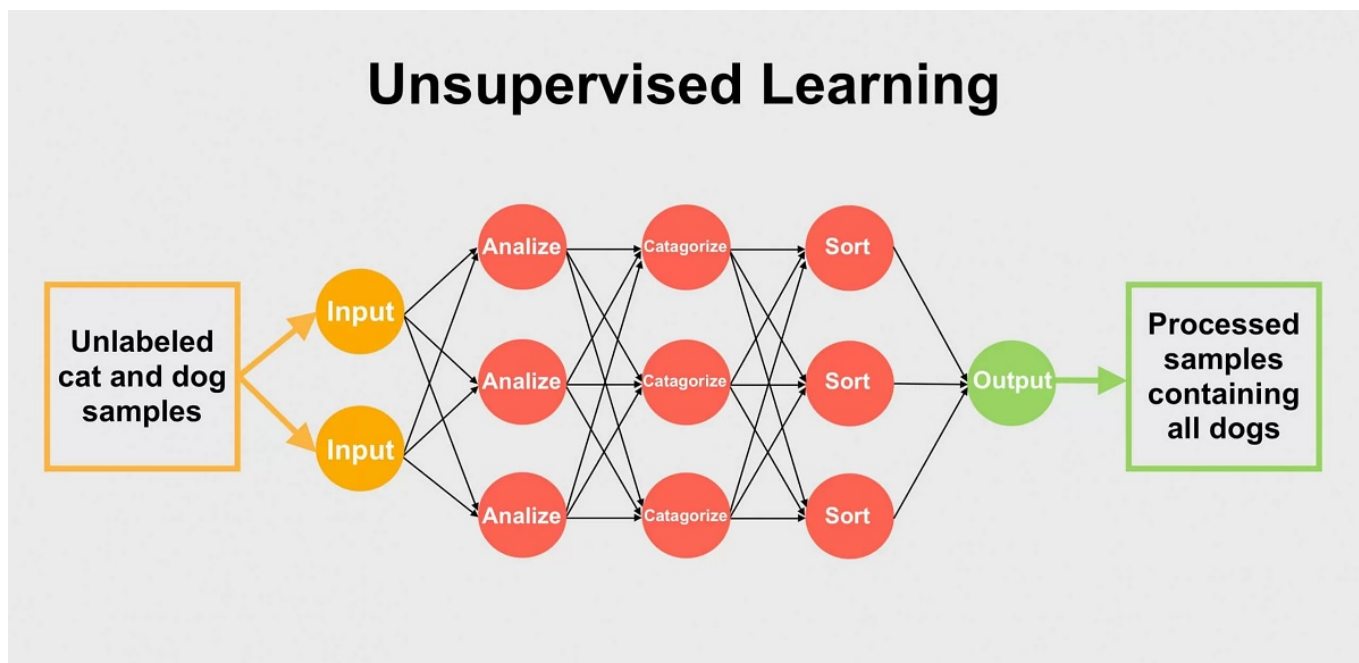 Unsupervised Learning
Unlabeled
cat and dog
samples
Input
Input
Analize
Analize
Analize
Catagorize
Catagorize
Catagorize
Sort
Sort
Sort
Output
Processed
samples
containing
all dogs